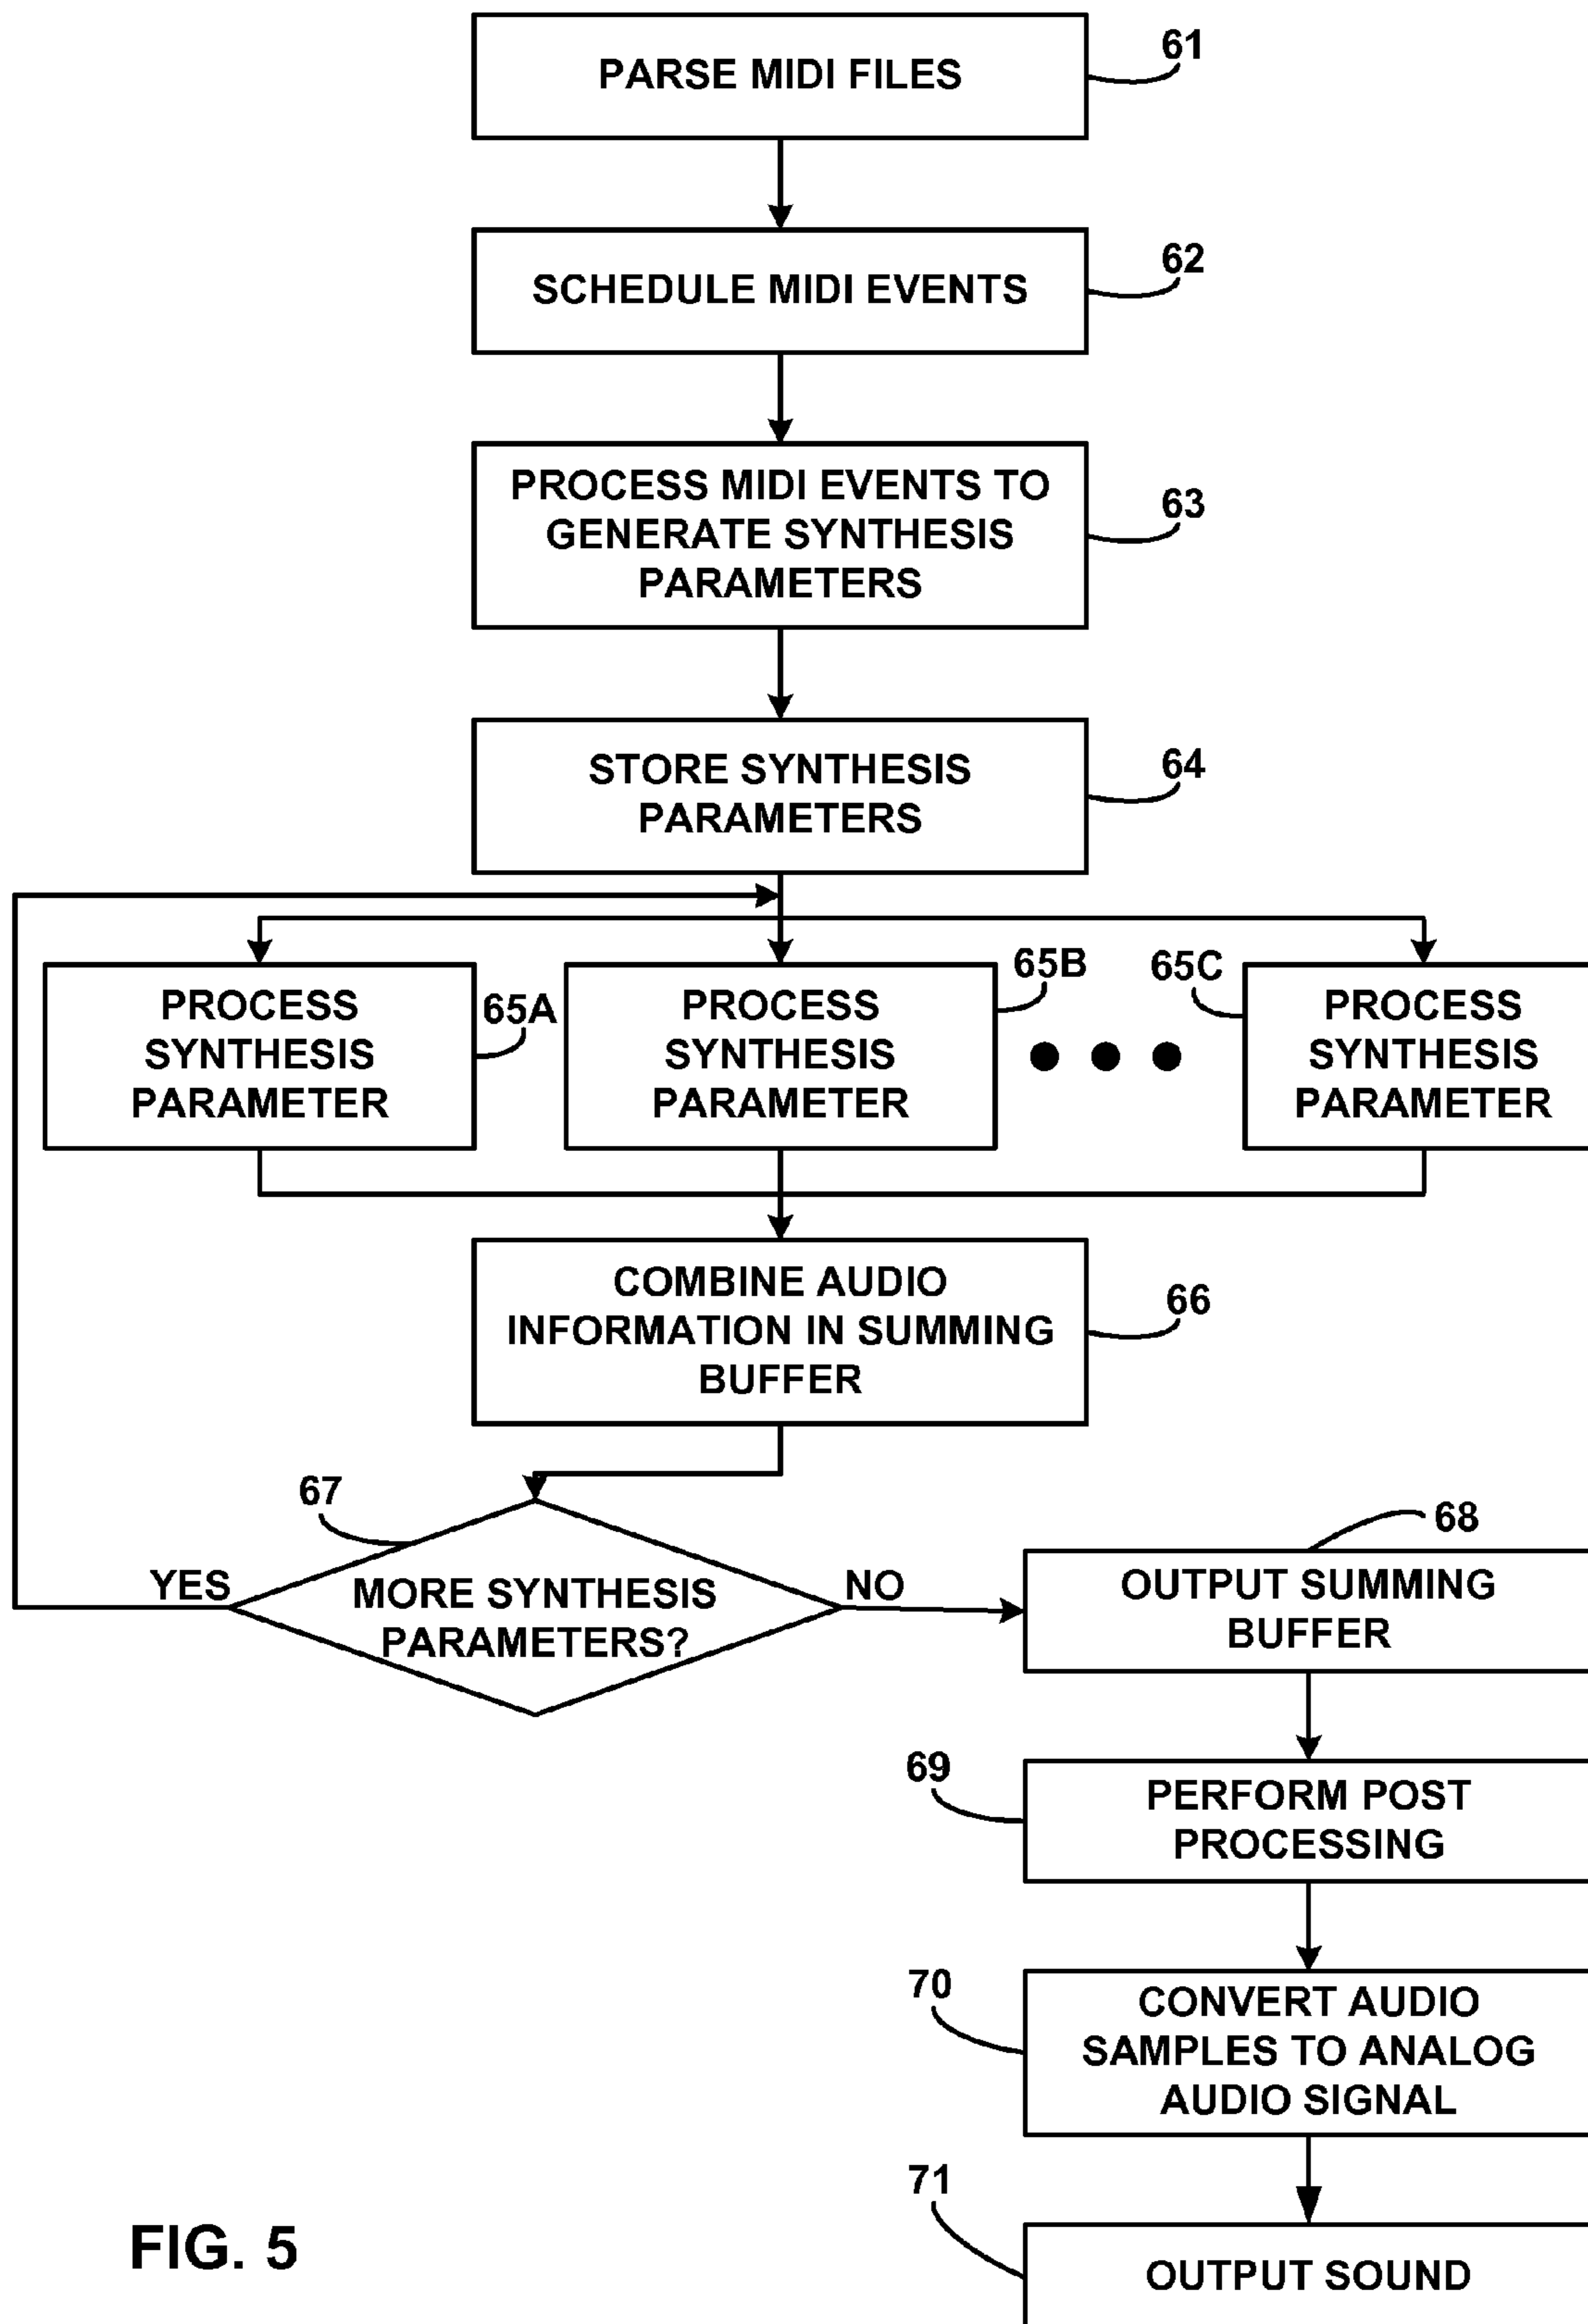 PARSE MIDI FILES
61
SCHEDULE MIDI EVENTS
62
PROCESS MIDI EVENTS TO
GENERATE SYNTHESIS
PARAMETERS
63
STORE SYNTHESIS
PARAMETERS
64
PROCESS
SYNTHESIS
PARAMETER
65A
PROCESS
SYNTHESIS
PARAMETER
65B
65C
PROCESS
SYNTHESIS
PARAMETER
COMBINE AUDIO
INFORMATION IN SUMMING
BUFFER
66
67
YES
MORE SYNTHESIS
PARAMETERS?
NO
68
OUTPUT SUMMING
BUFFER
69
PERFORM POST
PROCESSING
70
CONVERT AUDIO
SAMPLES TO ANALOG
AUDIO SIGNAL
71
OUTPUT SOUND
FIG. 5